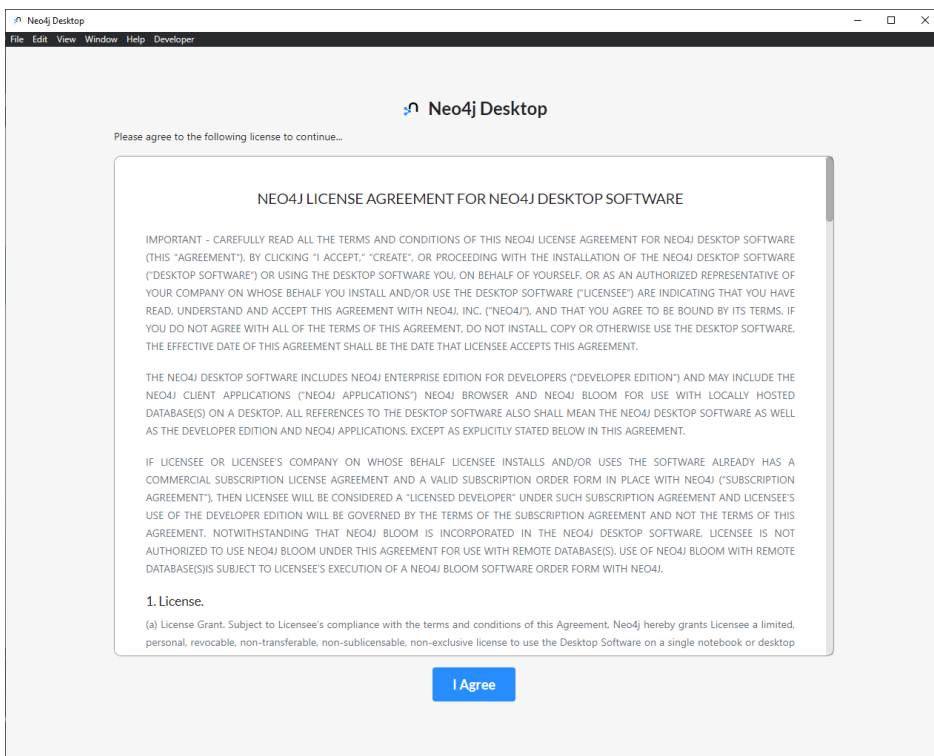 Neo4j Desktop
File Edit View Window Help Developer
Neo4j Desktop
Please agree to the following license to continue...
NEO4J LICENSE AGREEMENT FOR NEO4J DESKTOP SOFTWARE
IMPORTANT - CAREFULLY READ ALL THE TERMS AND CONDITIONS OF THIS NEO4J LICENSE AGREEMENT FOR NEO4J DESKTOP SOFTWARE
(THIS "AGREEMENT"). BY CLICKING "I ACCEPT," "CREATE", OR PROCEEDING WITH THE INSTALLATION OF THE NEO4J DESKTOP SOFTWARE
("DESKTOP SOFTWARE") OR USING THE DESKTOP SOFTWARE YOU, ON BEHALF OF YOURSELF, OR AS AN AUTHORIZED REPRESENTATIVE OF
YOUR COMPANY ON WHOSE BEHALF YOU INSTALL AND/OR USE THE DESKTOP SOFTWARE ("LICENSEE") ARE INDICATING THAT YOU HAVE
READ, UNDERSTAND AND ACCEPT THIS AGREEMENT WITH NEO4J, INC. ("NEO4J"), AND THAT YOU AGREE TO BE BOUND BY ITS TERMS. IF
YOU DO NOT AGREE WITH ALL OF THE TERMS OF THIS AGREEMENT, DO NOT INSTALL, COPY OR OTHERWISE USE THE DESKTOP SOFTWARE.
THE EFFECTIVE DATE OF THIS AGREEMENT SHALL BE THE DATE THAT LICENSEE ACCEPTS THIS AGREEMENT.
THE NEO4J DESKTOP SOFTWARE INCLUDES NEO4J ENTERPRISE EDITION FOR DEVELOPERS ("DEVELOPER EDITION") AND MAY INCLUDE THE
NEO4J CLIENT APPLICATIONS ("NEO4J APPLICATIONS") NEO4J BROWSER AND NEO4J BLOOM FOR USE WITH LOCALLY HOSTED
DATABASE(S) ON A DESKTOP. ALL REFERENCES TO THE DESKTOP SOFTWARE ALSO SHALL MEAN THE NEO4J DESKTOP SOFTWARE AS WELL
AS THE DEVELOPER EDITION AND NEO4J APPLICATIONS, EXCEPT AS EXPLICITLY STATED BELOW IN THIS AGREEMENT.
IF LICENSEE OR LICENSEE'S COMPANY ON WHOSE BEHALF LICENSEE INSTALLS AND/OR USES THE SOFTWARE ALREADY HAS A
COMMERCIAL SUBSCRIPTION LICENSE AGREEMENT AND A VALID SUBSCRIPTION ORDER FORM IN PLACE WITH NEO4J ("SUBSCRIPTION
AGREEMENT"), THEN LICENSEE WILL BE CONSIDERED A "LICENSED DEVELOPER" UNDER SUCH SUBSCRIPTION AGREEMENT AND LICENSEE'S
USE OF THE DEVELOPER EDITION WILL BE GOVERNED BY THE TERMS OF THE SUBSCRIPTION AGREEMENT AND NOT THE TERMS OF THIS
AGREEMENT. NOTWITHSTANDING THAT NEO4J BLOOM IS INCORPORATED IN THE NEO4J DESKTOP SOFTWARE, LICENSEE IS NOT
AUTHORIZED TO USE NEO4J BLOOM UNDER THIS AGREEMENT FOR USE WITH REMOTE DATABASE(S). USE OF NEO4J BLOOM WITH REMOTE
DATABASE(S)IS SUBJECT TO LICENSEE'S EXECUTION OF A NEO4J BLOOM SOFTWARE ORDER FORM WITH NEO4J.
1. License.
(a) License Grant. Subject to Licensee's compliance with the terms and conditions of this Agreement, Neo4j hereby grants Licensee a limited,
personal, revocable, non-transferable, non-sublicensable, non-exclusive license to use the Desktop Software on a single notebook or desktop
I Agree